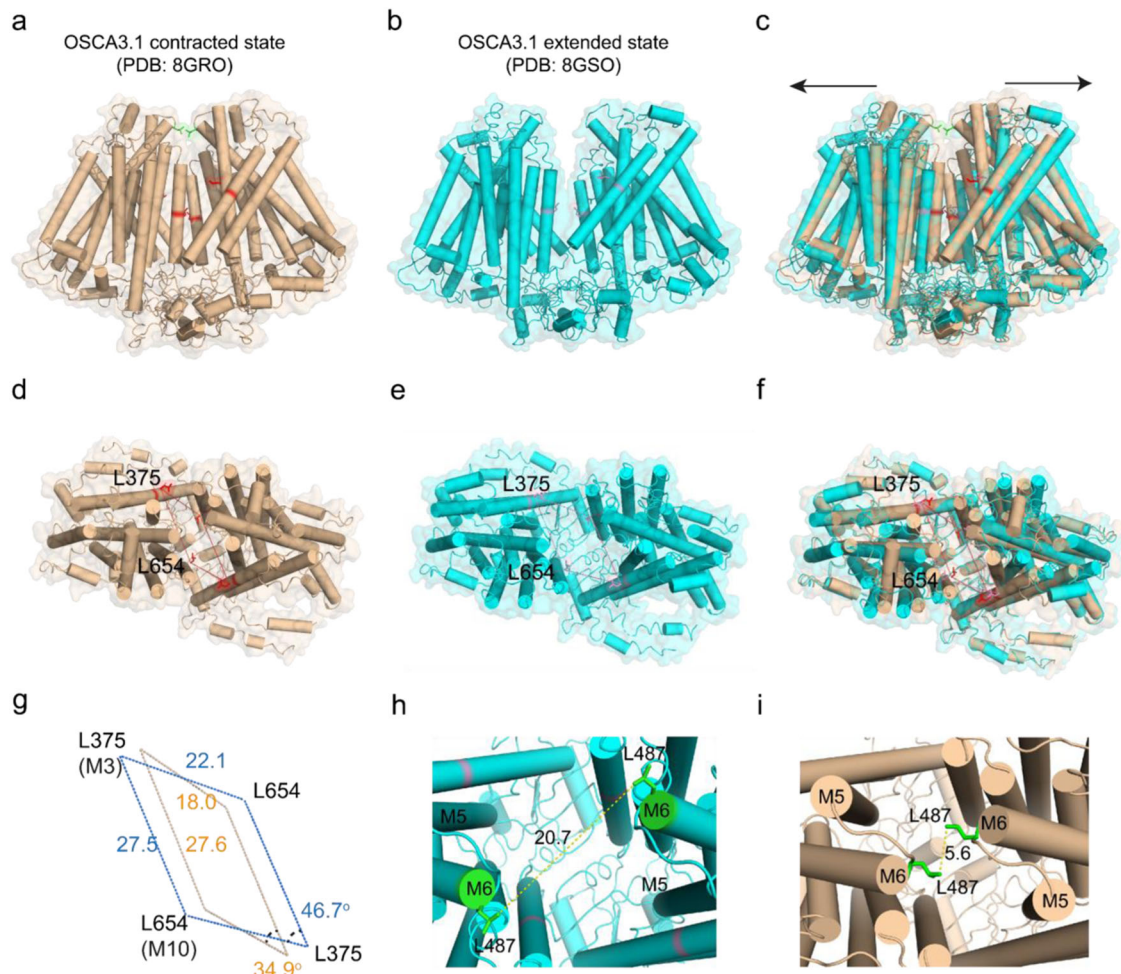 a
OSCA3.1 contracted state
(PDB: 8GRO)
b
OSCA3.1 extended state
(PDB: 8GSO)
c
d
L375
L654
e
L375
L654
f
L375
L654
g
L375
(M3)
22.1
L654
18.0
27.5
27.6
L654
(M10)
46.7°
L375
34.9°
h
L487
M6
M5
20.7
M6
M5
L487
i
M5
L487
M6
5.6
M6
L487
M5